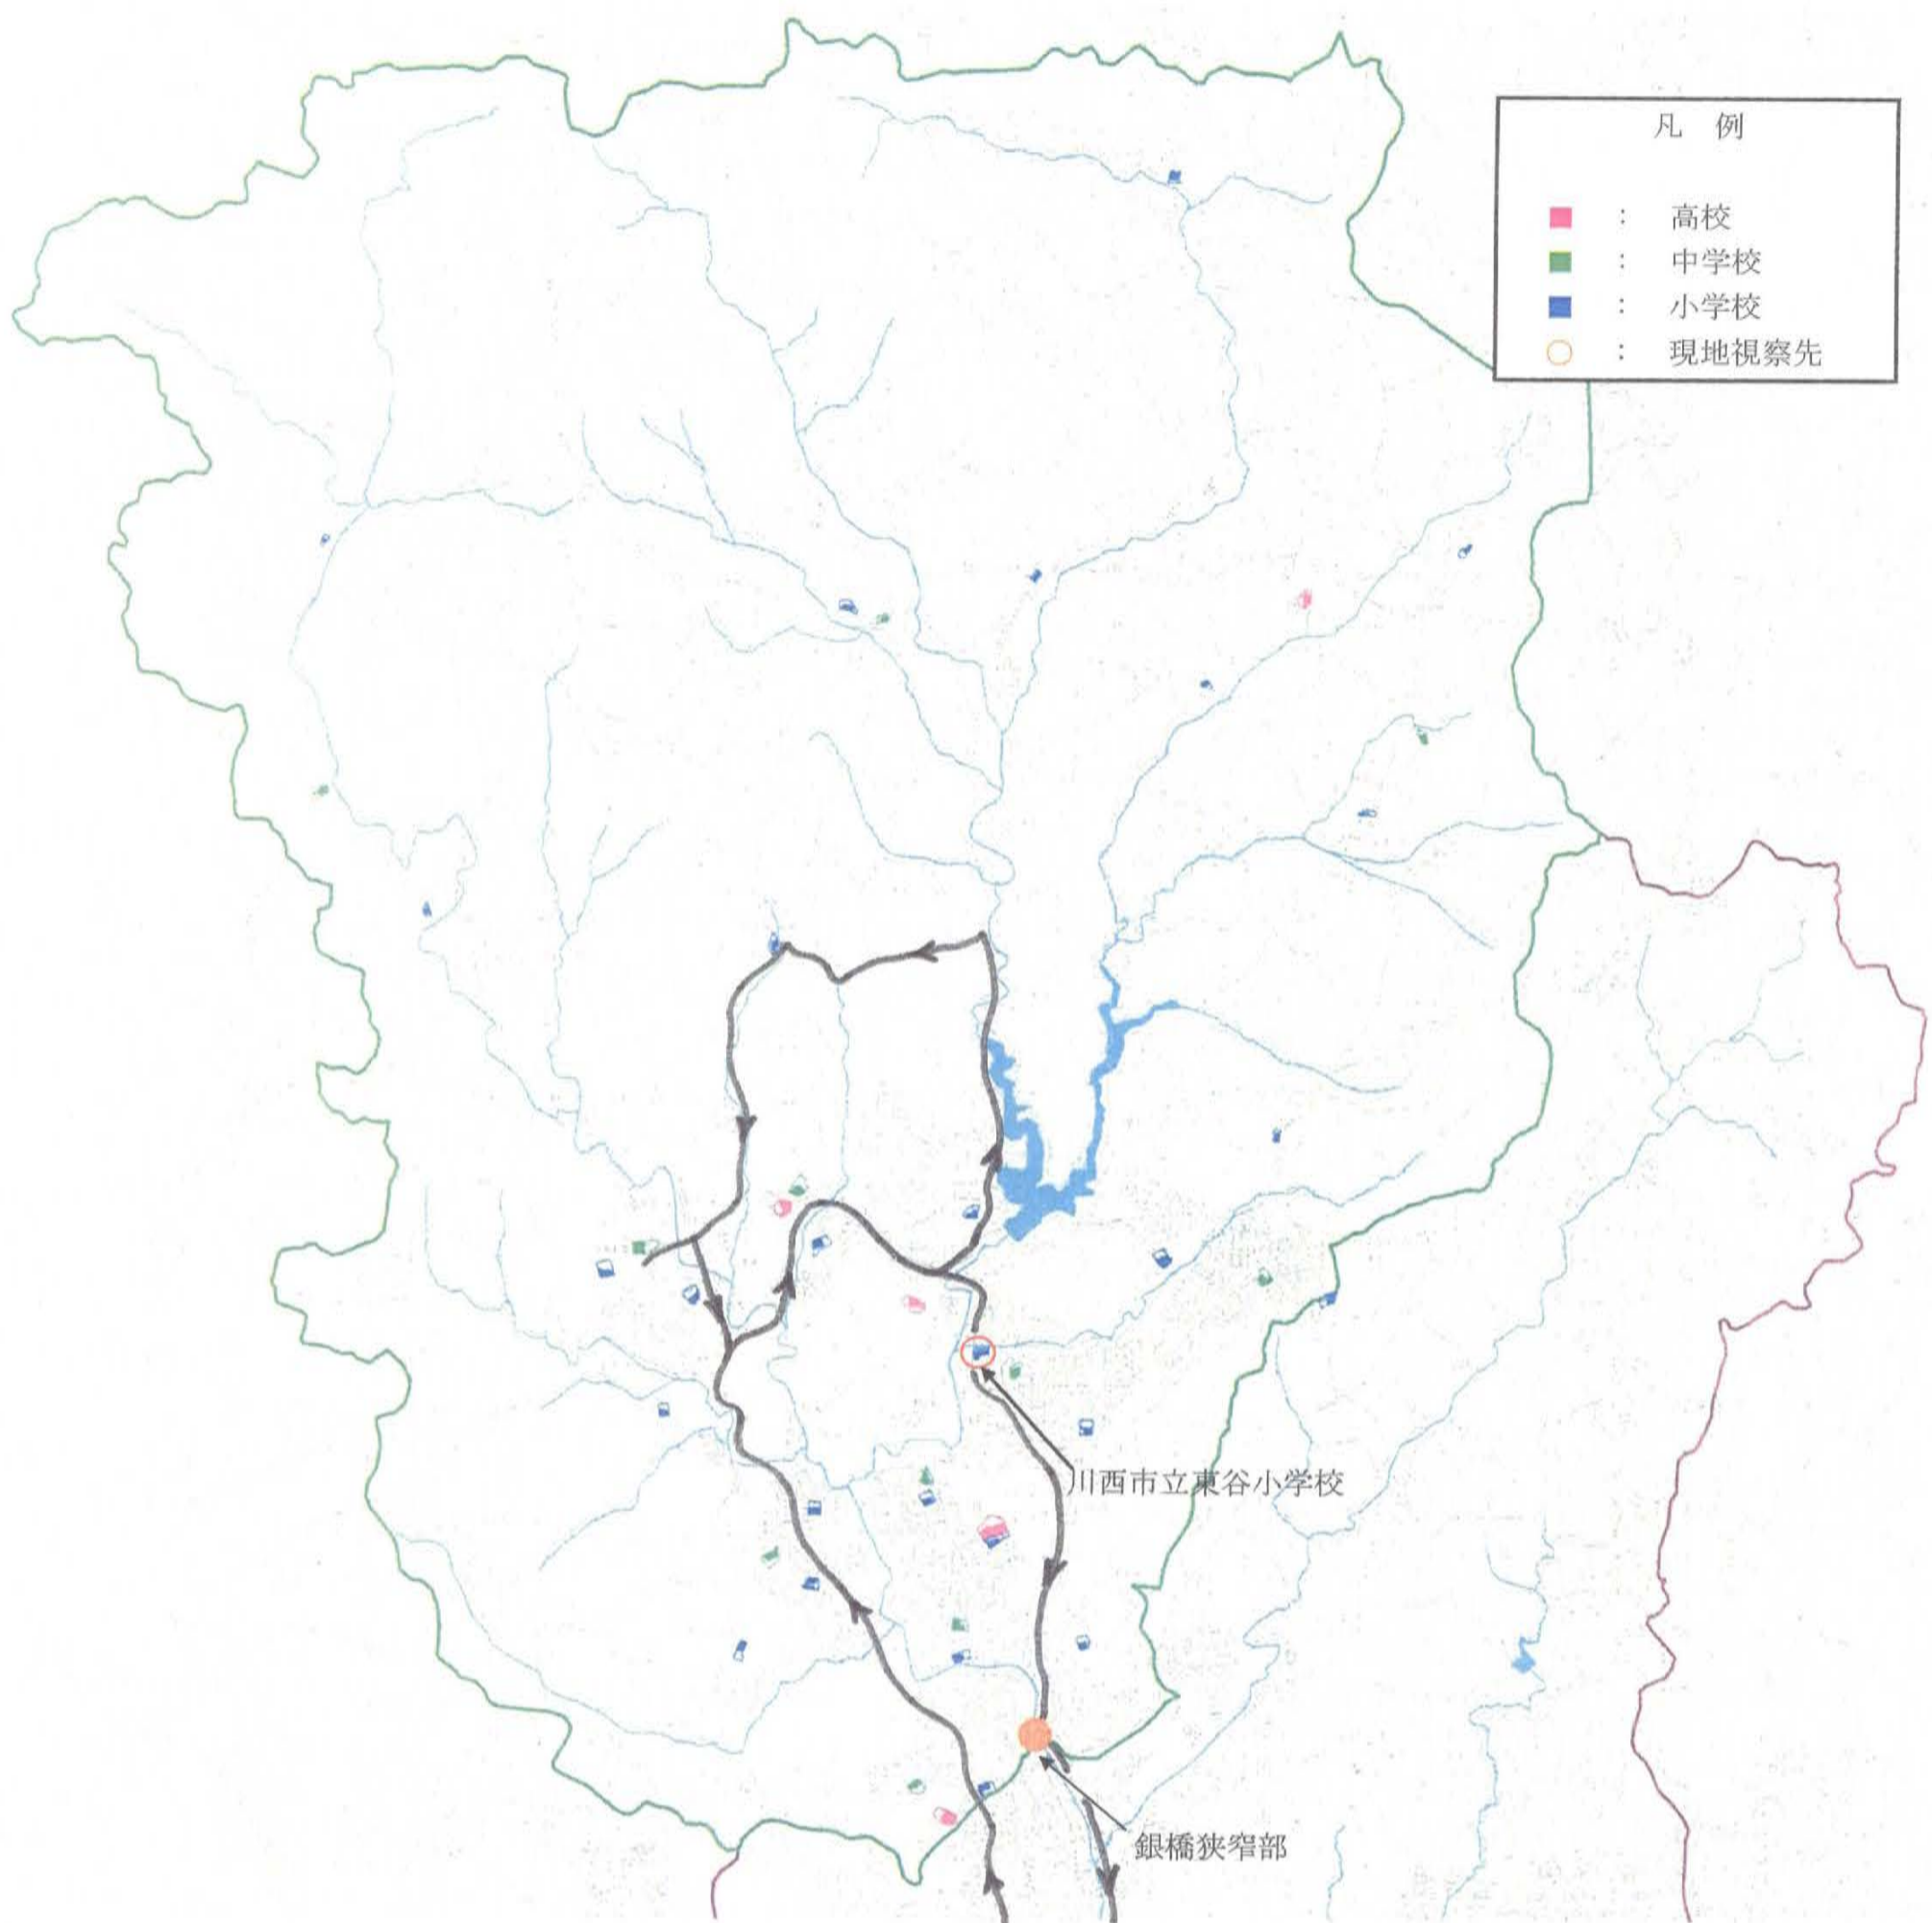 凡 例
： 高校
： 中学校
： 小学校
： 現地視察先
川西市立東谷小学校
銀橋狭窄部